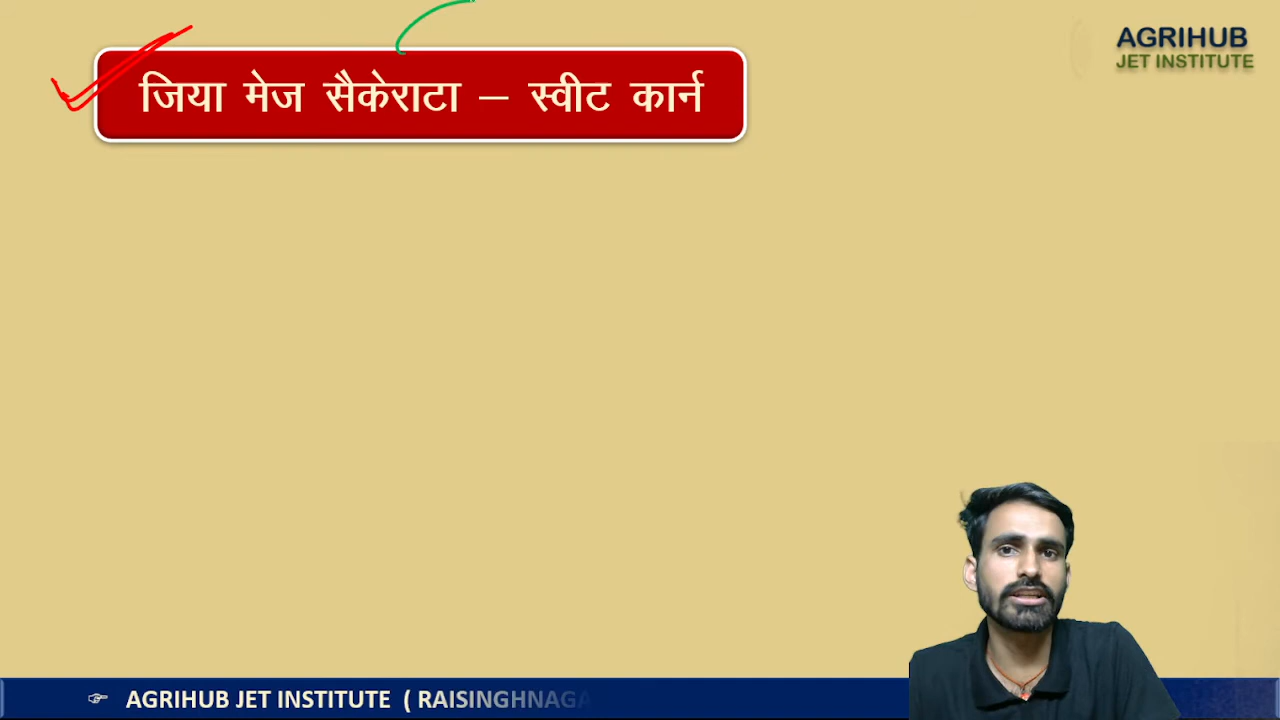 जिया मेज सैकेराटा – स्वीट कार्न
AGRIHUB
JET INSTITUTE
☞ AGRIHUB JET INSTITUTE ( RAISINGHNAGA